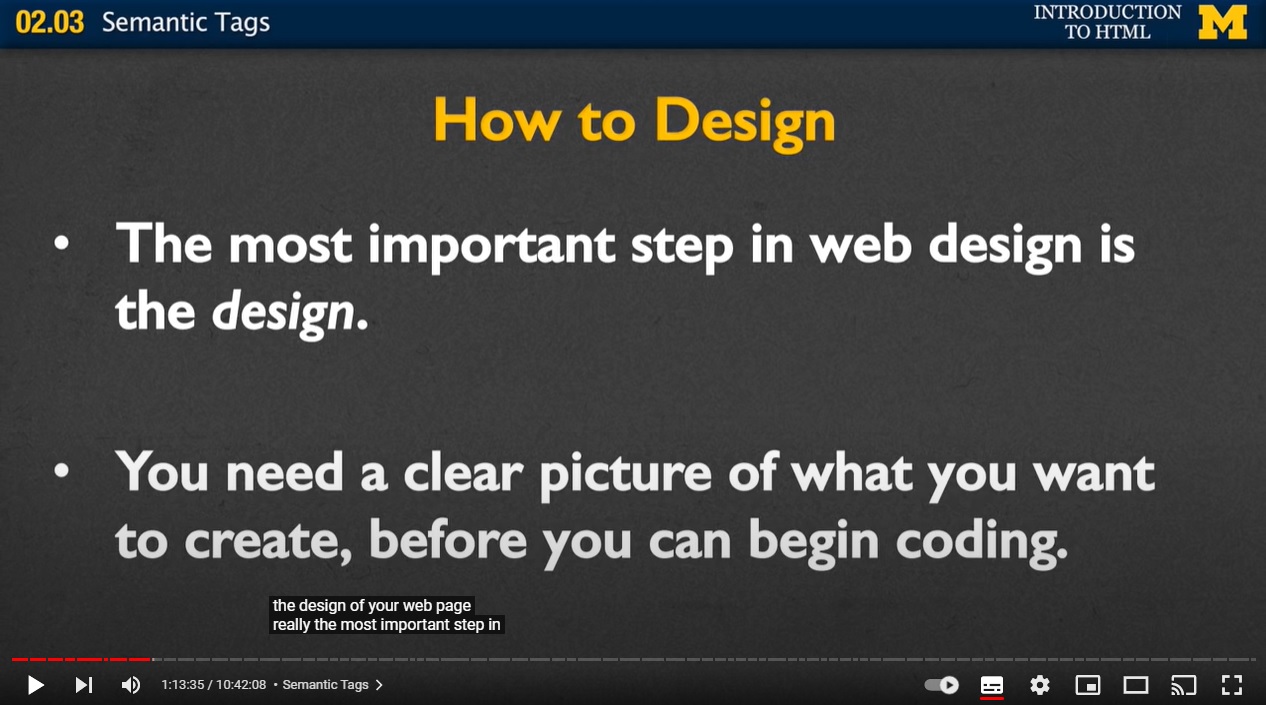 02.03 Semantic Tags
INTRODUCTION
TO HTML
M
How to Design
• The most important step in web design is
the design.
• You need a clear picture of what you want
to create, before you can begin coding.
the design of your web page
really the most important step in
1:13:35 / 10:42:08 • Semantic Tags